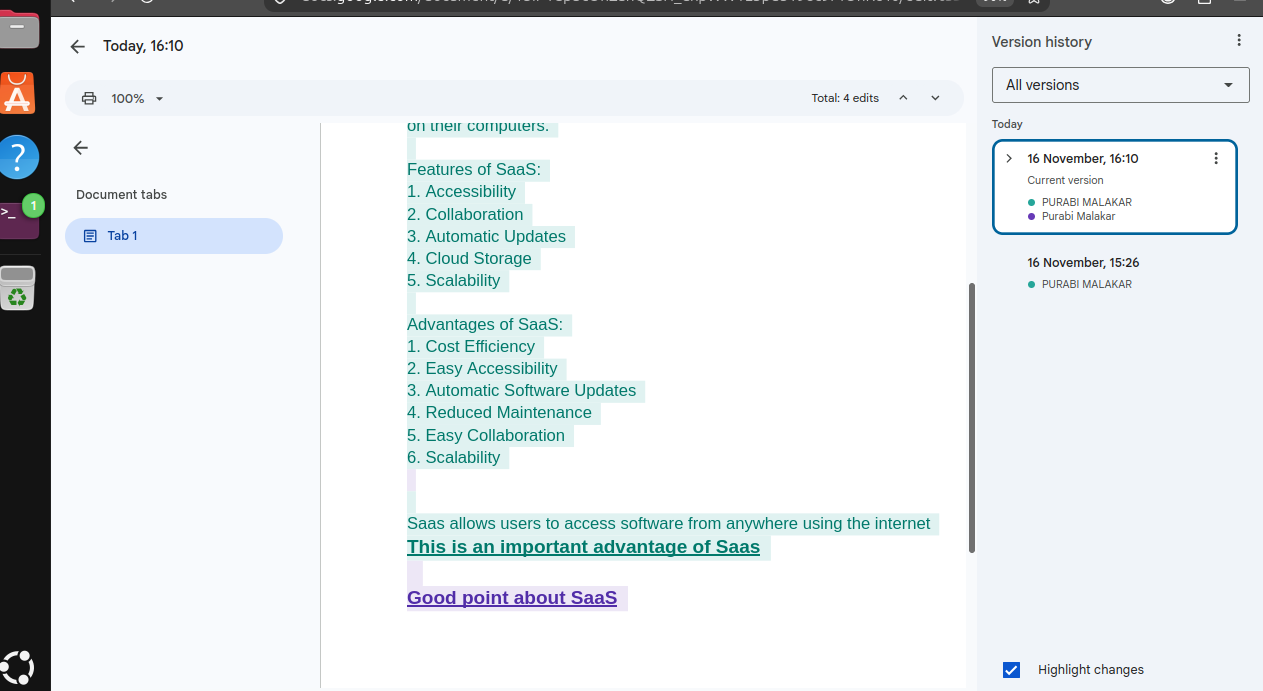 Today, 16:10
100%
Total: 4 edits
Document tabs
Tab 1
on their computers.
Features of SaaS:
1. Accessibility
2. Collaboration
3. Automatic Updates
4. Cloud Storage
5. Scalability
Advantages of SaaS:
1. Cost Efficiency
2. Easy Accessibility
3. Automatic Software Updates
4. Reduced Maintenance
5. Easy Collaboration
6. Scalability
Saas allows users to access software from anywhere using the internet
This is an important advantage of Saas
Good point about SaaS
Version history
All versions
Today
16 November, 16:10
Current version
PURABI MALAKAR
Purabi Malakar
16 November, 15:26
PURABI MALAKAR
Highlight changes
>_
1
?